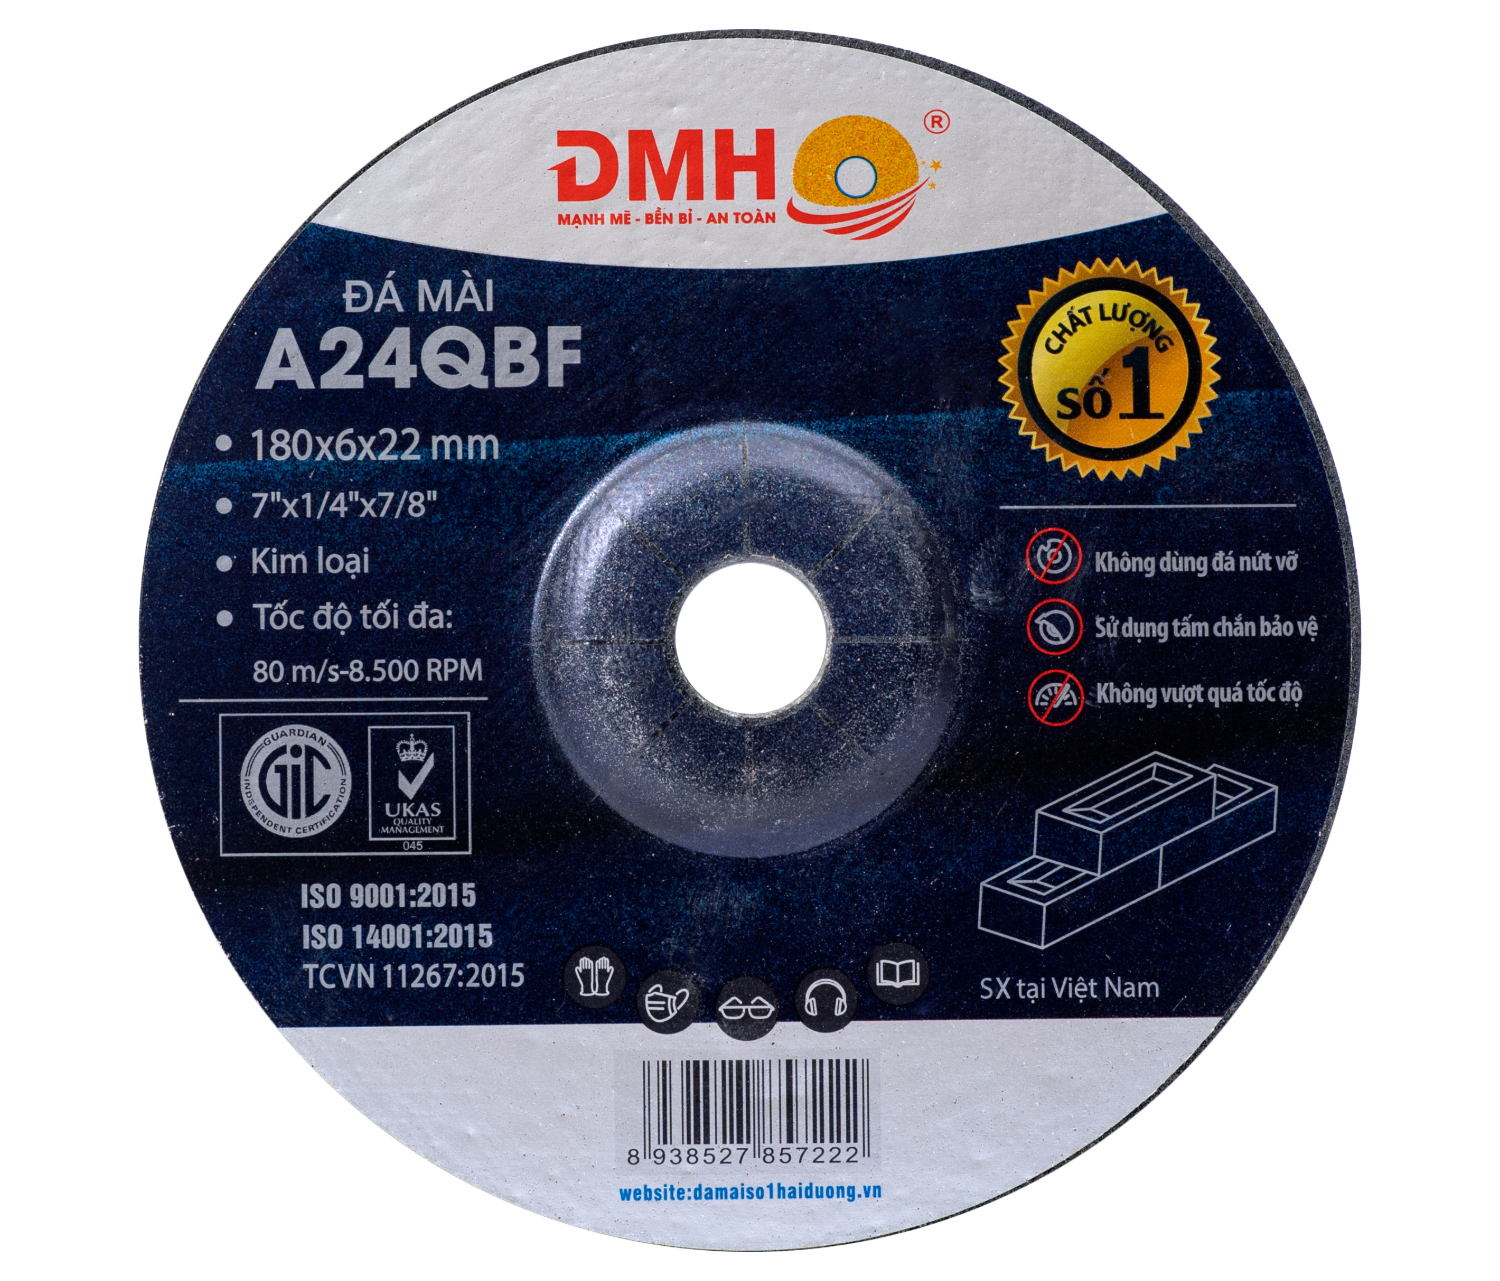 DMH ®
MẠNH MẼ - BỀN BỈ - AN TOÀN
ĐÁ MÀI
A24QBF
• 180x6x22 mm
• 7"x1/4"x7/8"
• Kim loại
• Tốc độ tối đa:
80 m/s-8.500 RPM
CHẤT LƯỢNG
SỐ 1
Không dùng đá nứt vỡ
Sử dụng tấm chắn bảo vệ
Không vượt quá tốc độ
GUARDIAN
GIC
INDEPENDENT CERTIFICATION
UKAS
QUALITY
MANAGEMENT
045
ISO 9001:2015
ISO 14001:2015
TCVN 11267:2015
SX tại Việt Nam
8 938527 857222
website:damaiso1haiduong.vn